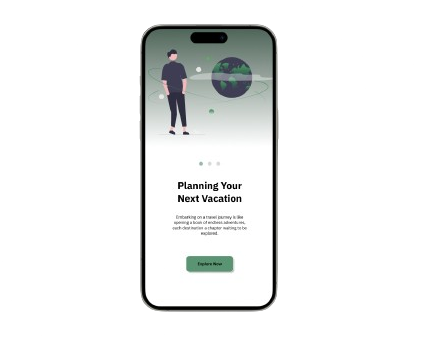 Planning Your
Next Vacation
Embarking on a travel journey is like
opening a book of endless adventures,
each destination a chapter waiting to be
explored.
Explore Now